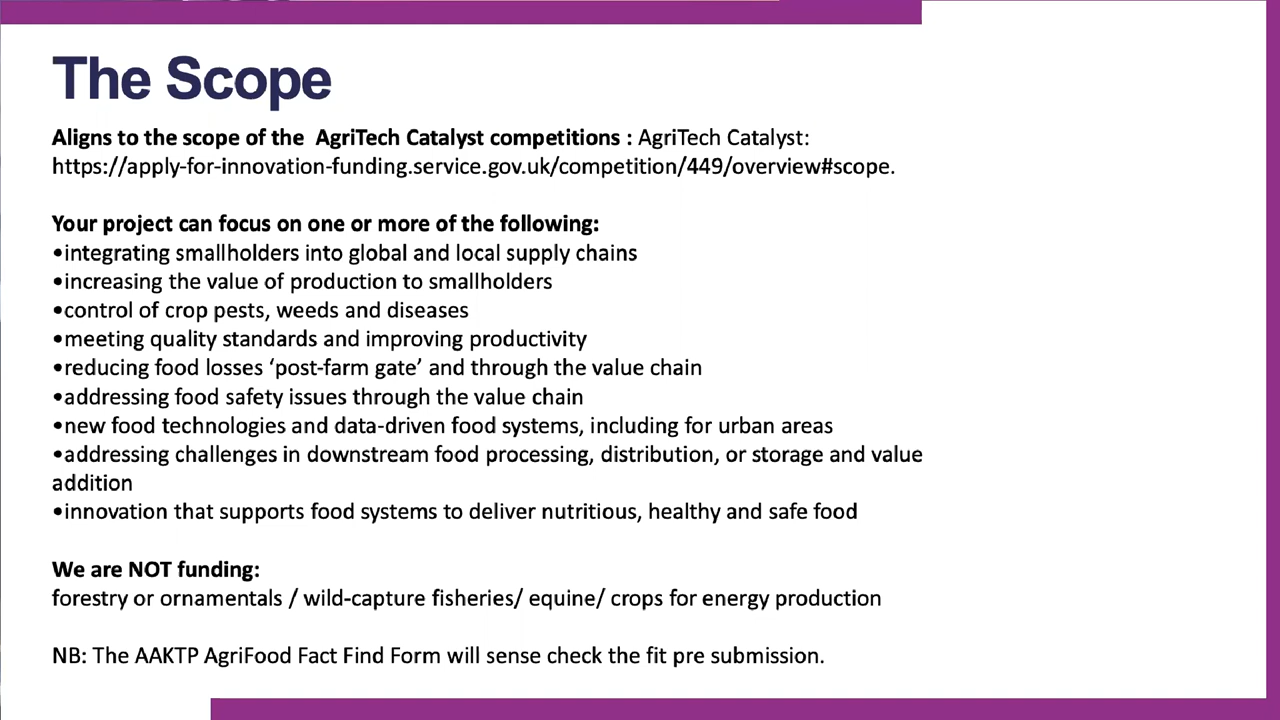 The Scope
Aligns to the scope of the  AgriTech Catalyst competitions : AgriTech Catalyst:
https://apply-for-innovation-funding.service.gov.uk/competition/449/overview#scope.
Your project can focus on one or more of the following:
•integrating smallholders into global and local supply chains
•increasing the value of production to smallholders
•control of crop pests, weeds and diseases
•meeting quality standards and improving productivity
•reducing food losses ‘post-farm gate’ and through the value chain
•addressing food safety issues through the value chain
•new food technologies and data-driven food systems, including for urban areas
•addressing challenges in downstream food processing, distribution, or storage and value
addition
•innovation that supports food systems to deliver nutritious, healthy and safe food
We are NOT funding:
forestry or ornamentals / wild-capture fisheries/ equine/ crops for energy production
NB: The AAKTP AgriFood Fact Find Form will sense check the fit pre submission.